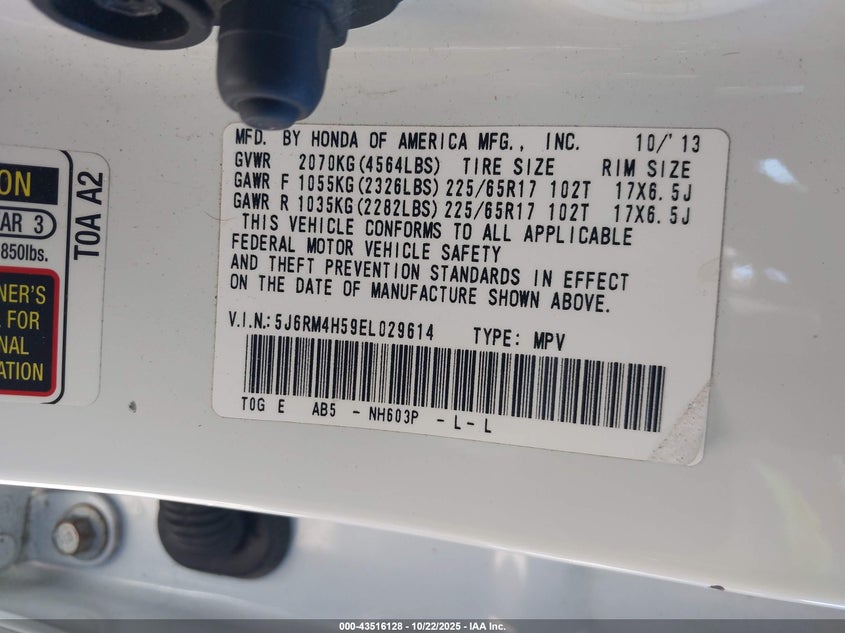 MFD. BY HONDA OF AMERICA MFG., INC. 10/'13
GVWR 2070KG(4564LBS) TIRE SIZE RIM SIZE
GAWR F 1055KG(2326LBS) 225/65R17 102T 17X6.5J
GAWR R 1035KG(2282LBS) 225/65R17 102T 17X6.5J
THIS VEHICLE CONFORMS TO ALL APPLICABLE
FEDERAL MOTOR VEHICLE SAFETY
AND THEFT PREVENTION STANDARDS IN EFFECT
ON THE DATE OF MANUFACTURE SHOWN ABOVE.
V.I.N.: 5J6RM4H59EL029614 TYPE: MPV
T0G E AB5 - NH603P - L - L
ON
AR 3
850lbs.
NER'S
L FOR
NAL
ATION
T0A A2
000-43516128 - 10/22/2025 - IAA Inc.